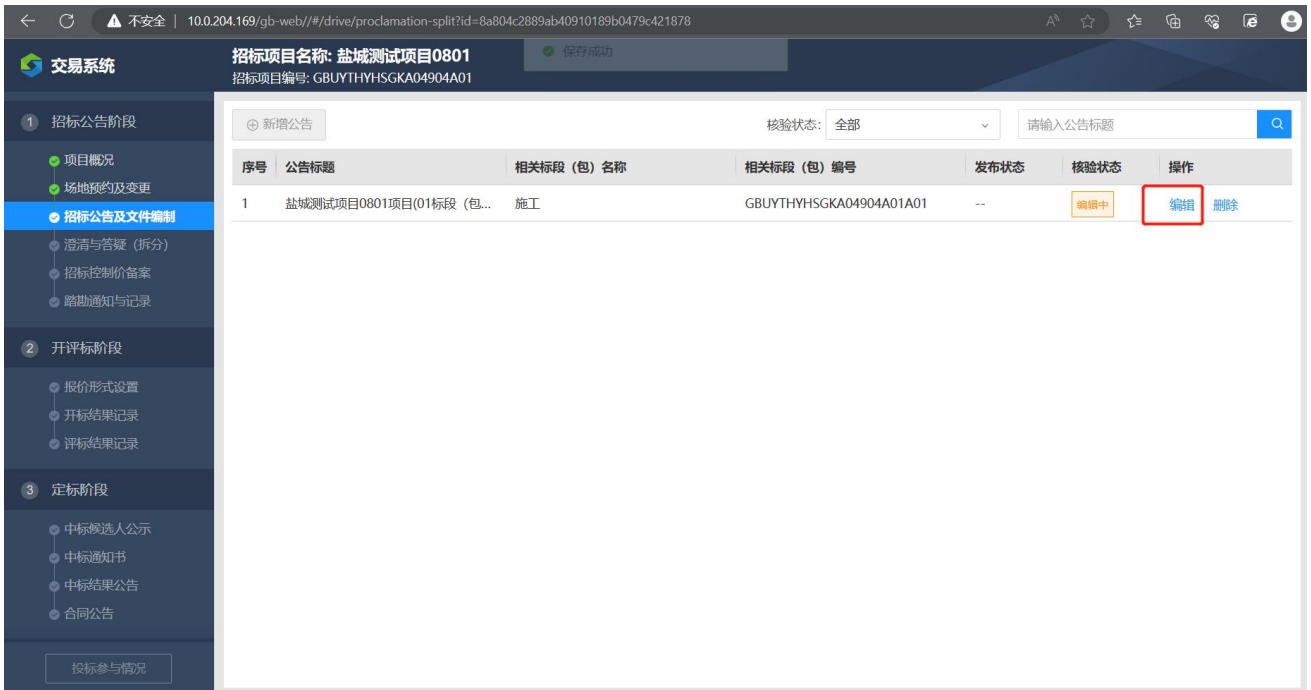 不安全 | 10.0.204.169/gb-web//#/drive/proclamation-split?id=8a804c2889ab40910189b0479c421878
交易系统
招标项目名称: 盐城测试项目0801
招标项目编号: GBUYTHYHSGKA04904A01
保存成功
1 招标公告阶段
项目概况
场地预约及变更
招标公告及文件编制
澄清与答疑（拆分）
招标控制价备案
踏勘通知与记录
2 开评标阶段
报价形式设置
开标结果记录
评标结果记录
3 定标阶段
中标候选人公示
中标通知书
中标结果公告
合同公告
投标参与情况
新增公告 核验状态: 全部 请输入公告标题
序号 公告标题 相关标段（包）名称 相关标段（包）编号 发布状态 核验状态 操作
1 盐城测试项目0801项目(01标段（包... 施工 GBUYTHYHSGKA04904A01A01 -- 编辑中 编辑 删除